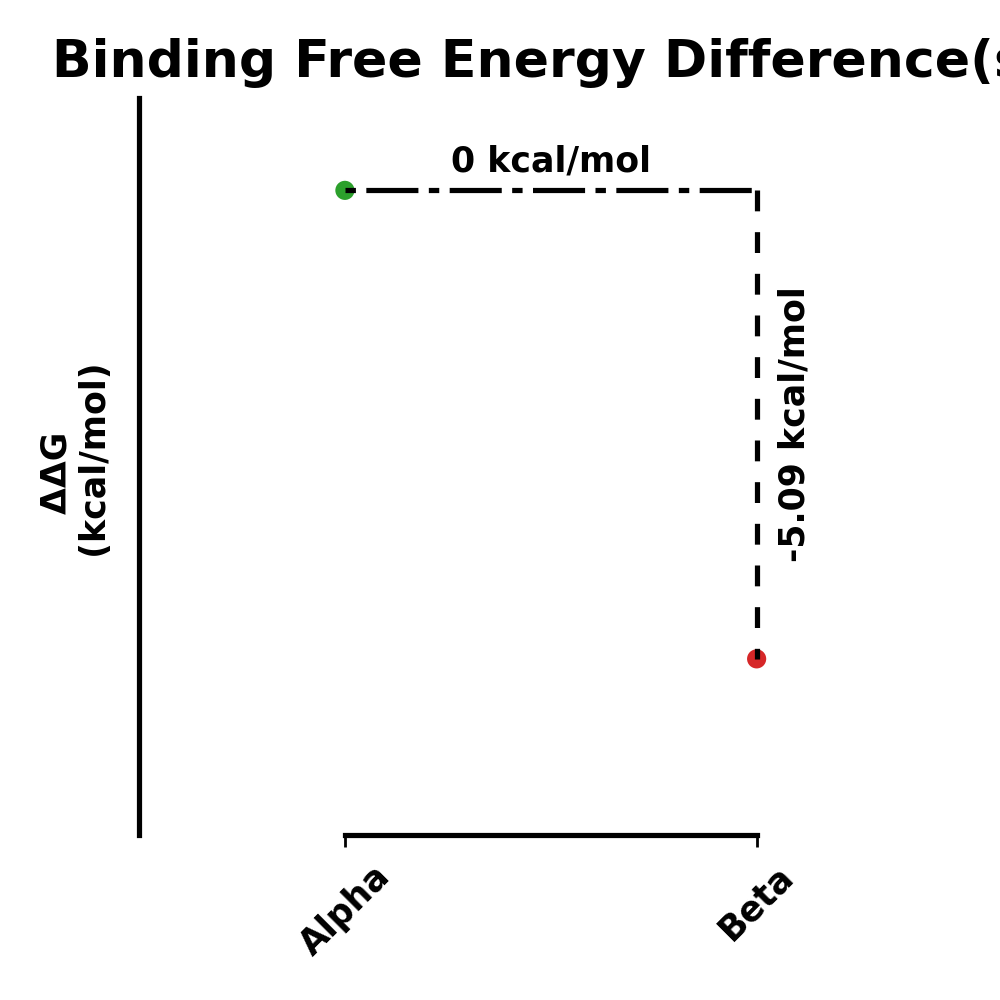 Binding Free Energy Difference(s
0 kcal/mol
-5.09 kcal/mol
ΔΔG
(kcal/mol)
Alpha
Beta